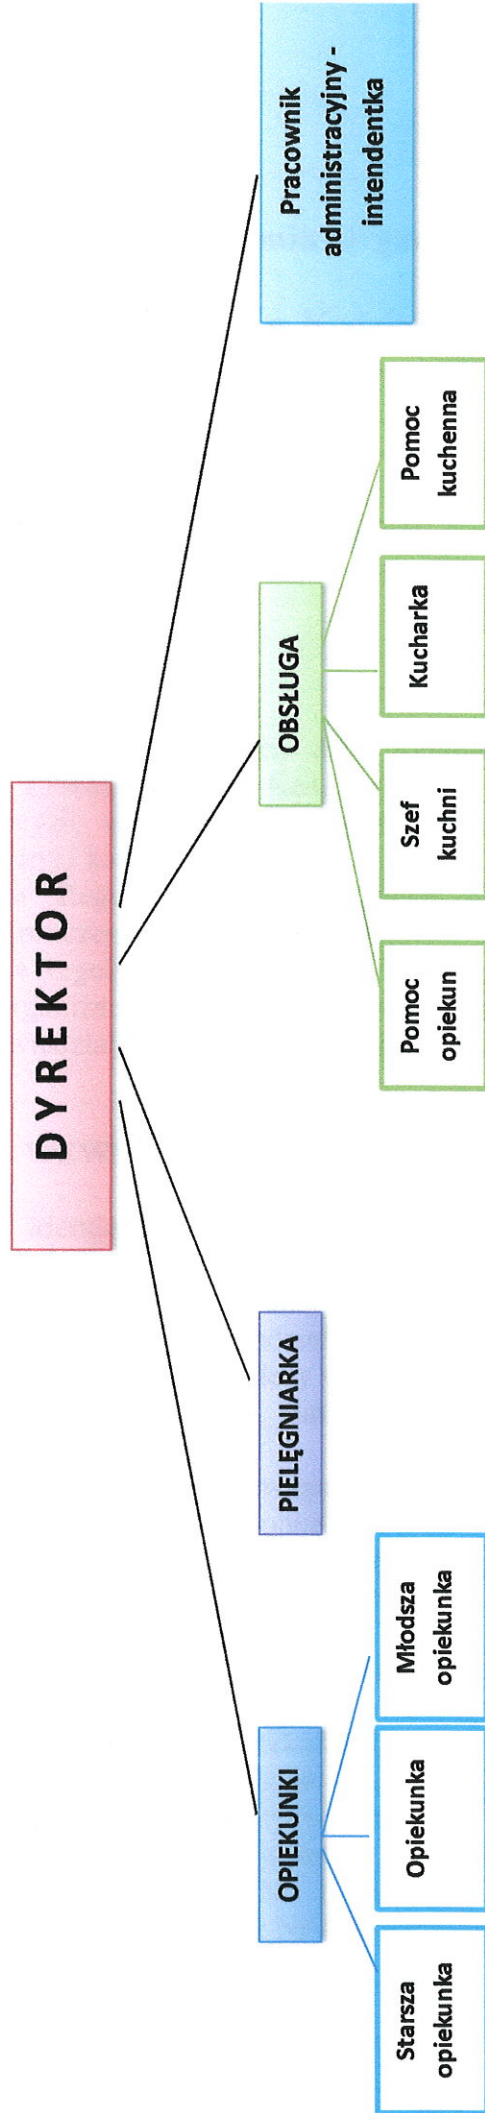 DYREKTOR
OPIEKUNKI
PIELĘGNIARKA
OBSŁUGA
Pracownik
administracyjny -
intendentka
Starsza
opiekunka
Opiekunka
Młodsza
opiekunka
Pomoc
opiekun
Szef
kuchni
Kucharka
Pomoc
kuchenna